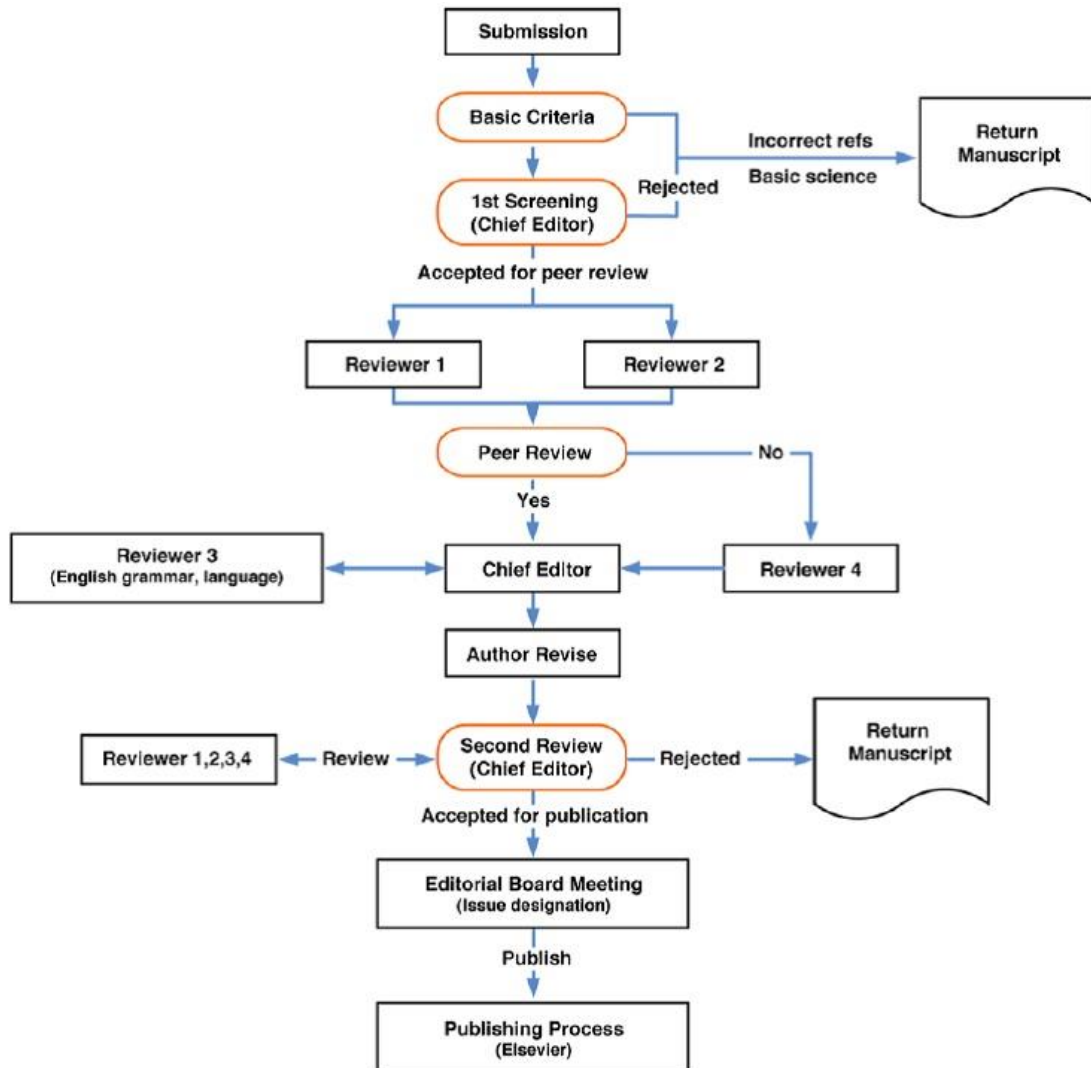 Submission
Basic Criteria
Incorrect refs
Basic science
Return
Manuscript
Rejected
1st Screening
(Chief Editor)
Accepted for peer review
Reviewer 1
Reviewer 2
Peer Review
No
Yes
Reviewer 3
(English grammar, language)
Chief Editor
Reviewer 4
Author Revise
Reviewer 1,2,3,4
Review
Second Review
(Chief Editor)
Rejected
Return
Manuscript
Accepted for publication
Editorial Board Meeting
(Issue designation)
Publish
Publishing Process
(Elsevier)